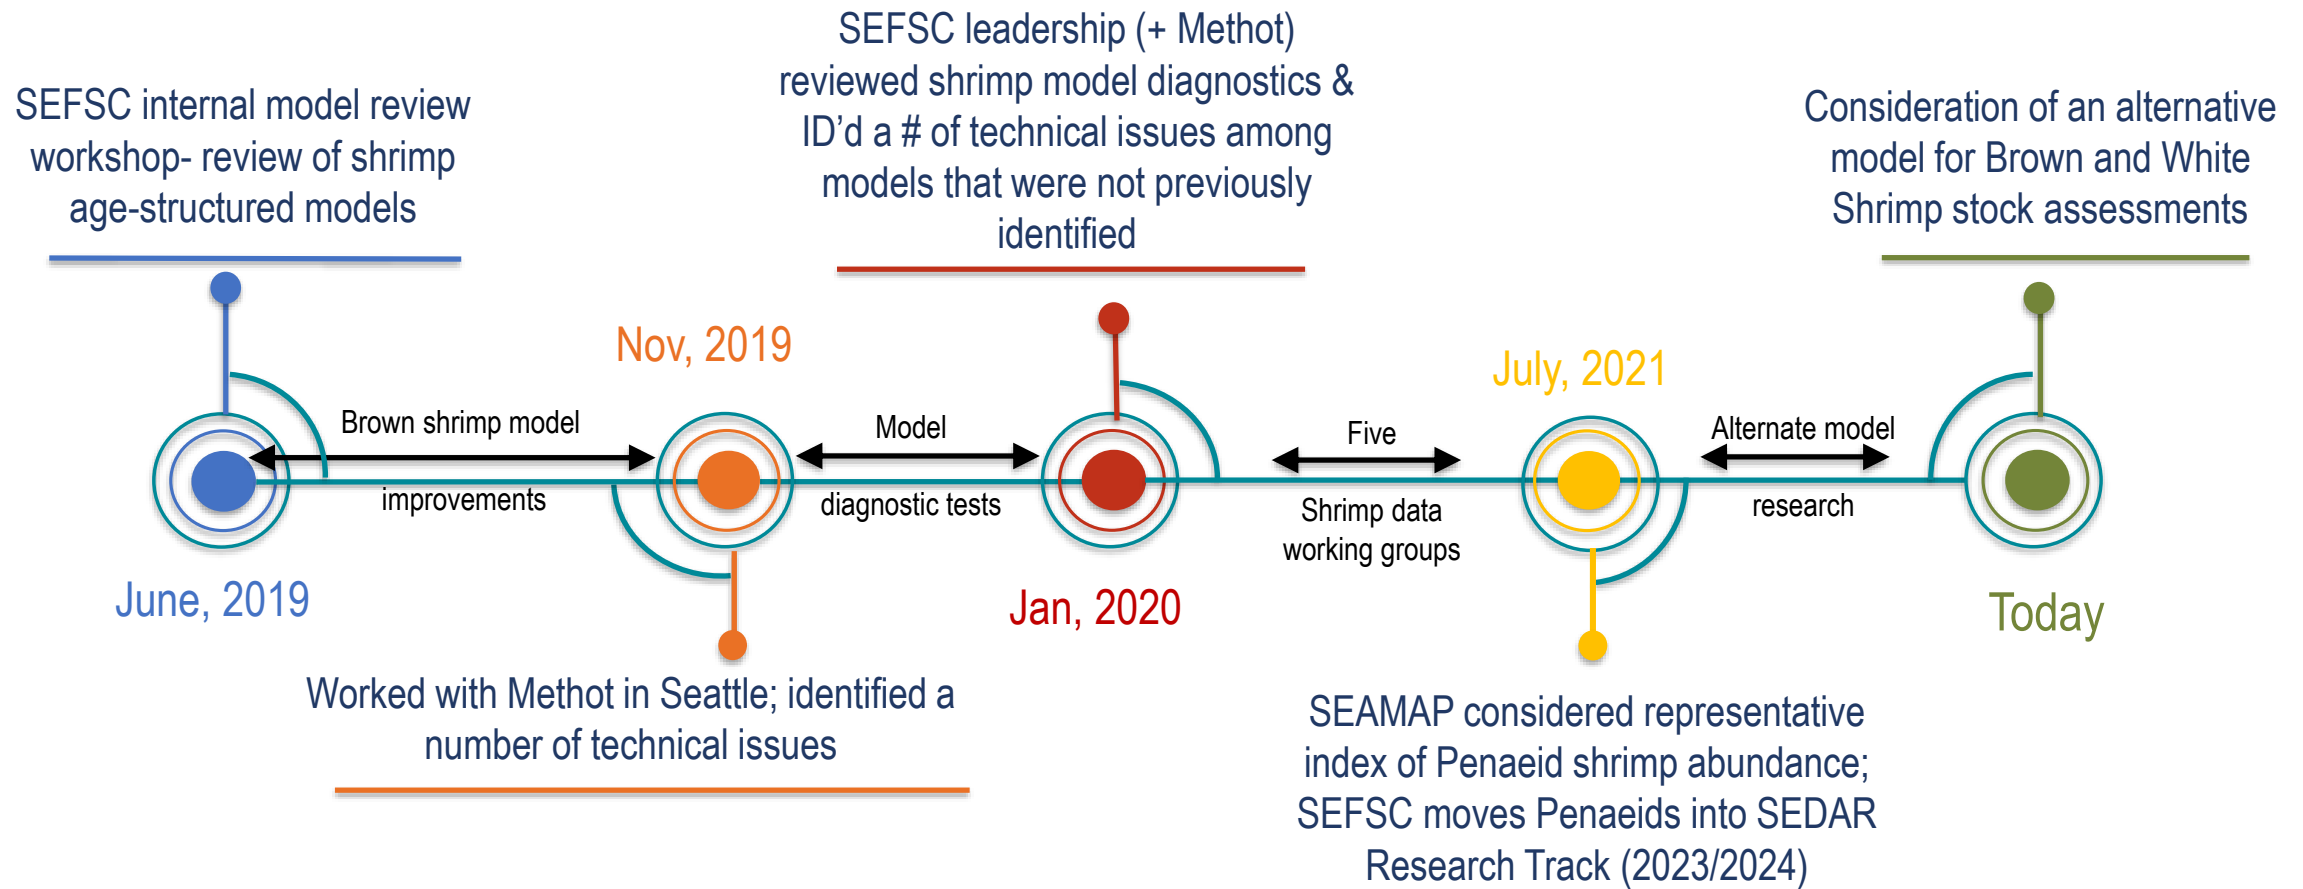 SEFSC internal model review
workshop- review of shrimp
age-structured models
June, 2019
Brown shrimp model
improvements
Nov, 2019
Worked with Methot in Seattle; identified a
number of technical issues
Model
diagnostic tests
SEFSC leadership (+ Methot)
reviewed shrimp model diagnostics &
ID’d a # of technical issues among
models that were not previously
identified
Jan, 2020
Five
Shrimp data
working groups
July, 2021
SEAMAP considered representative
index of Penaeid shrimp abundance;
SEFSC moves Penaeids into SEDAR
Research Track (2023/2024)
Alternate model
research
Consideration of an alternative
model for Brown and White
Shrimp stock assessments
Today